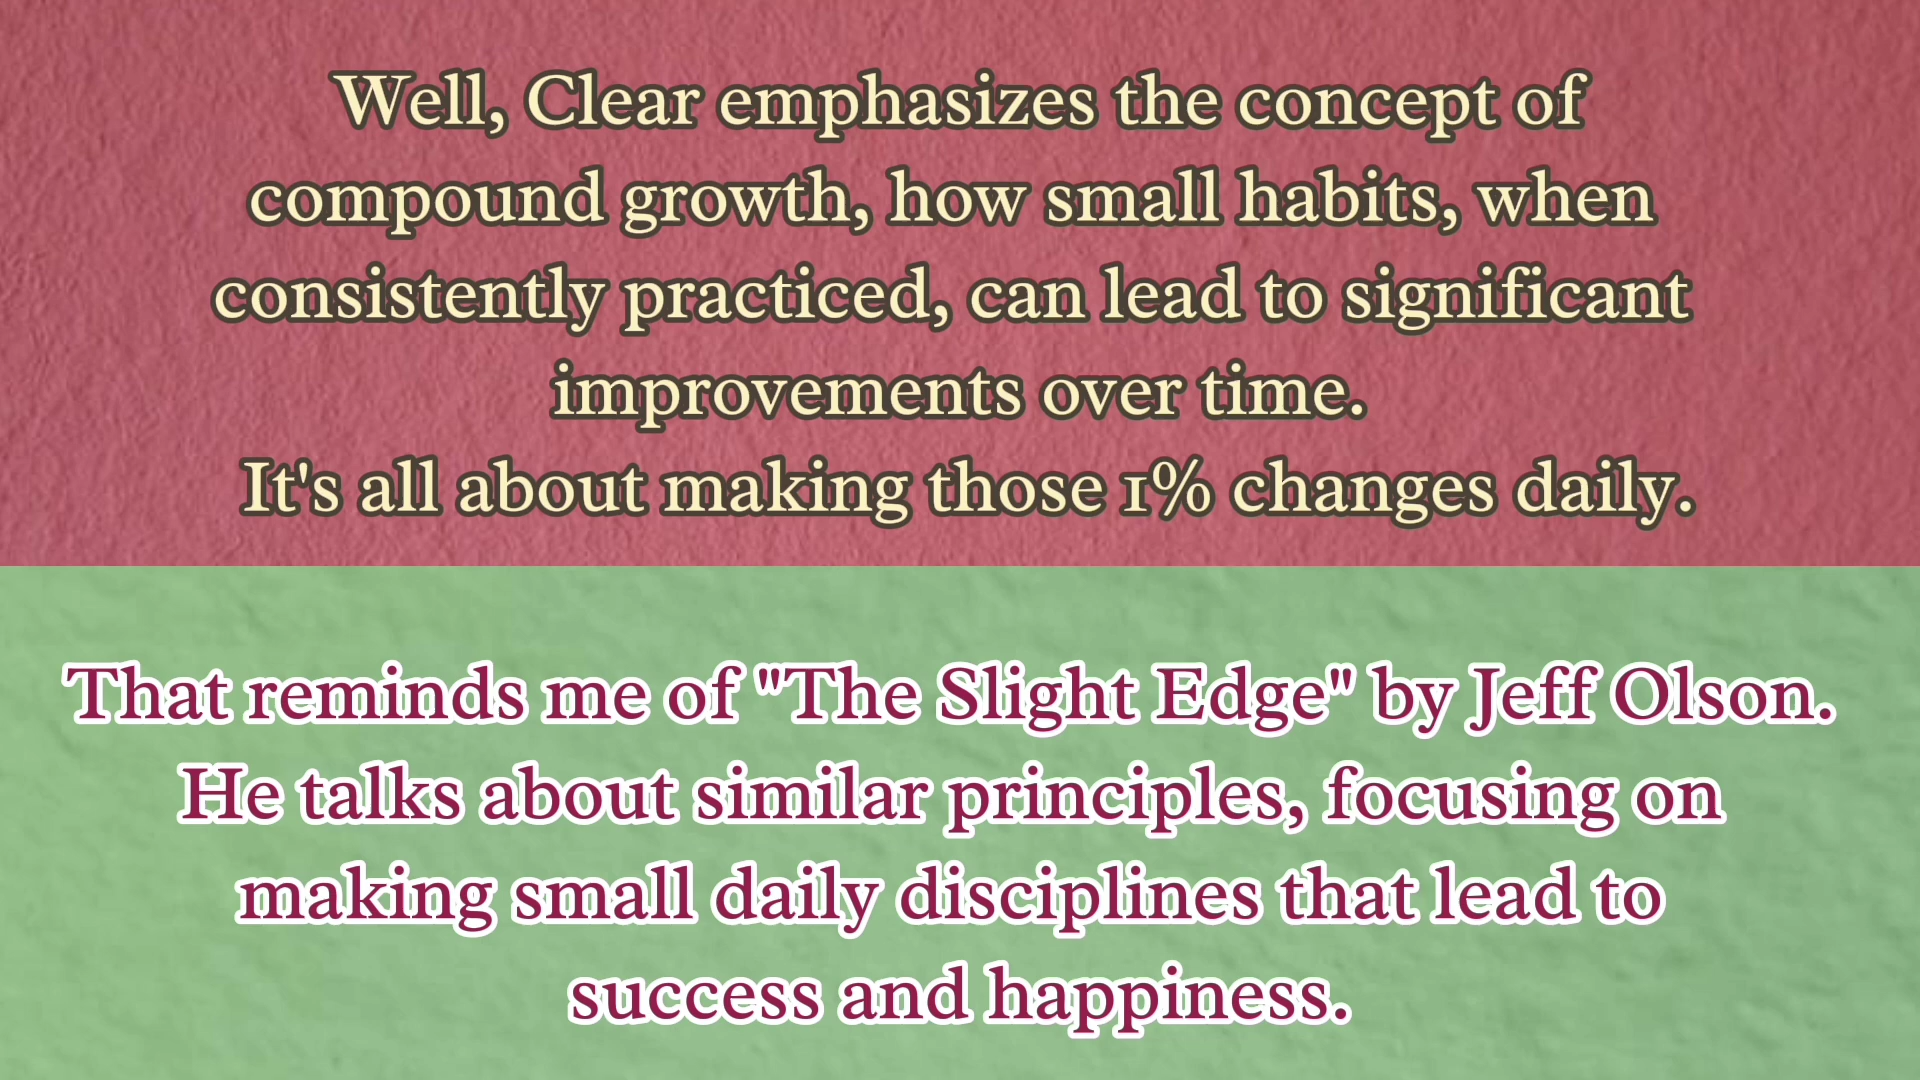 Well, Clear emphasizes the concept of
compound growth, how small habits, when
consistently practiced, can lead to significant
improvements over time.
It's all about making those 1% changes daily.
That reminds me of "The Slight Edge" by Jeff Olson.
He talks about similar principles, focusing on
making small daily disciplines that lead to
success and happiness.